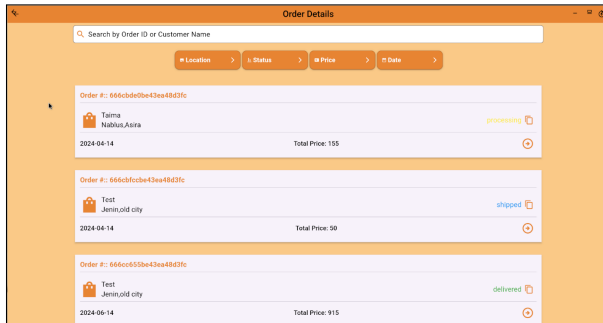 Order Details
Search by Order ID or Customer Name
Location
Status
Price
Date
Order #:: 666cbde0be43ea48d3fc
Taima
Nablus,Asira
processing
2024-04-14
Total Price: 155
Order #:: 666cbfccbe43ea48d3fc
Test
Jenin,old city
shipped
2024-04-14
Total Price: 50
Order #:: 666cc655be43ea48d3fc
Test
Jenin,old city
delivered
2024-06-14
Total Price: 915